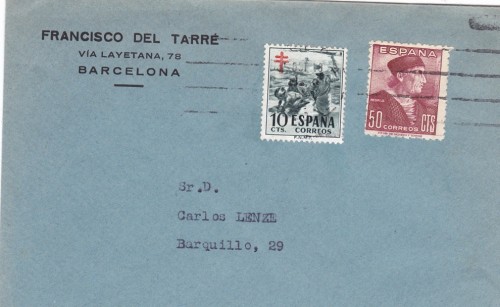 FRANCISCO DEL TARRÉ
VÍA LAYETANA, 78
BARCELONA
10 ESPAÑA
CTS. CORREOS
ESPAÑA
50 CORREOS CTS
Sr.D.
Carlos LENZE
Barquillo, 29